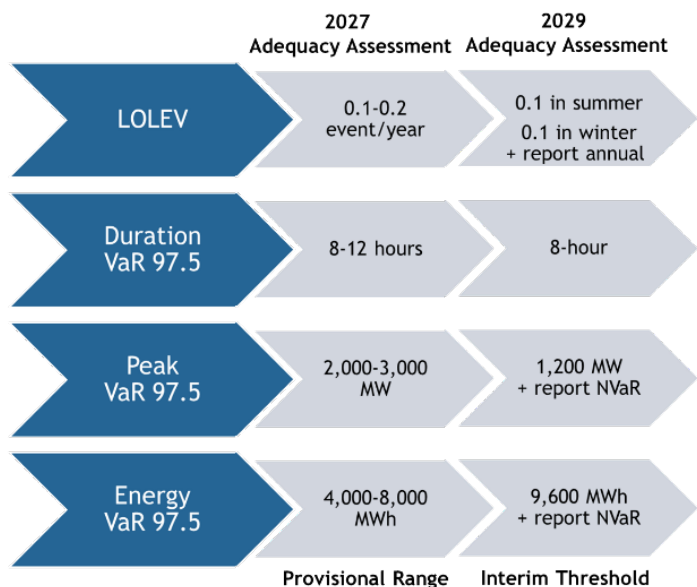 2027
Adequacy Assessment
2029
Adequacy Assessment
LOLEV
0.1-0.2
event/year
0.1 in summer
0.1 in winter
+ report annual
Duration
VaR 97.5
8-12 hours
8-hour
Peak
VaR 97.5
2,000-3,000
MW
1,200 MW
+ report NVaR
Energy
VaR 97.5
4,000-8,000
MWh
9,600 MWh
+ report NVaR
Provisional Range
Interim Threshold